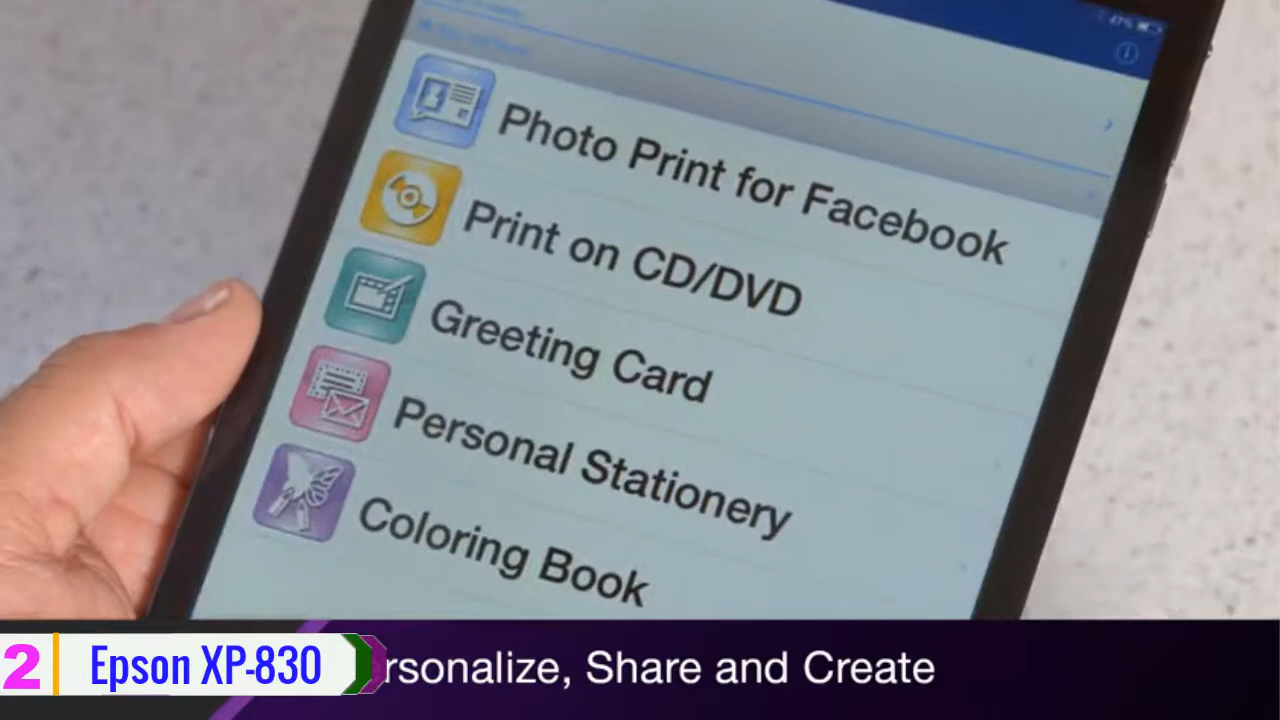 47%
Photo Print for Facebook
Print on CD/DVD
Greeting Card
Personal Stationery
Coloring Book
2 Epson XP-830
rsonalize, Share and Create